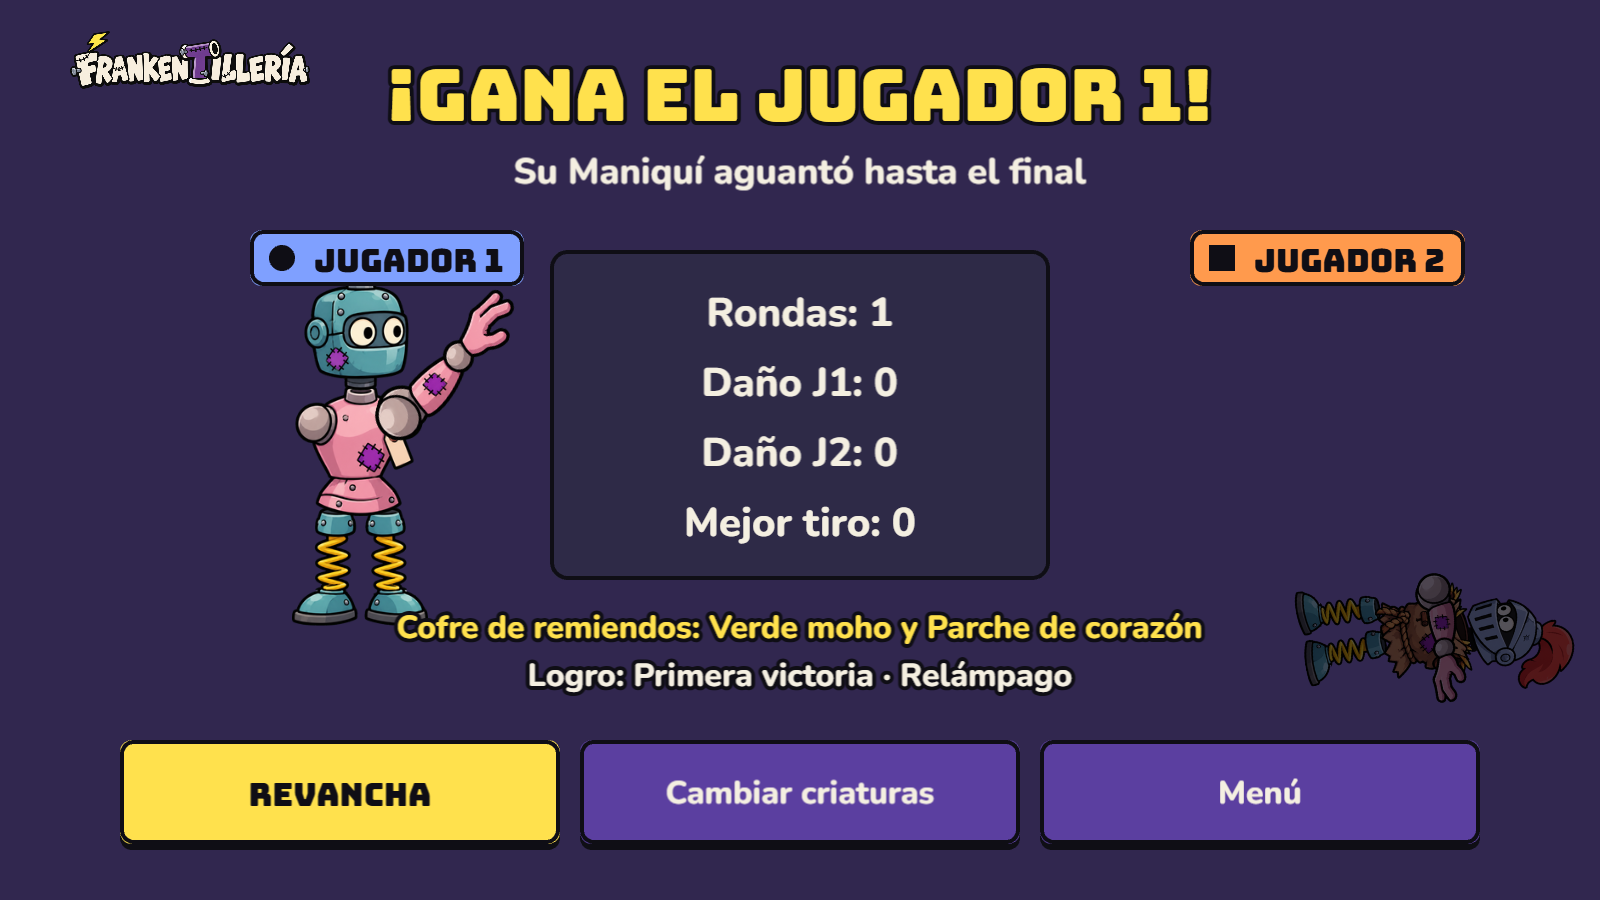 FRANKENTILLERÍA
¡GANA EL JUGADOR 1!
Su Maniquí aguantó hasta el final
JUGADOR 1
JUGADOR 2
Rondas: 1
Daño J1: 0
Daño J2: 0
Mejor tiro: 0
Cofre de remiendos: Verde moho y Parche de corazón
Logro: Primera victoria · Relámpago
REVANCHA
Cambiar criaturas
Menú